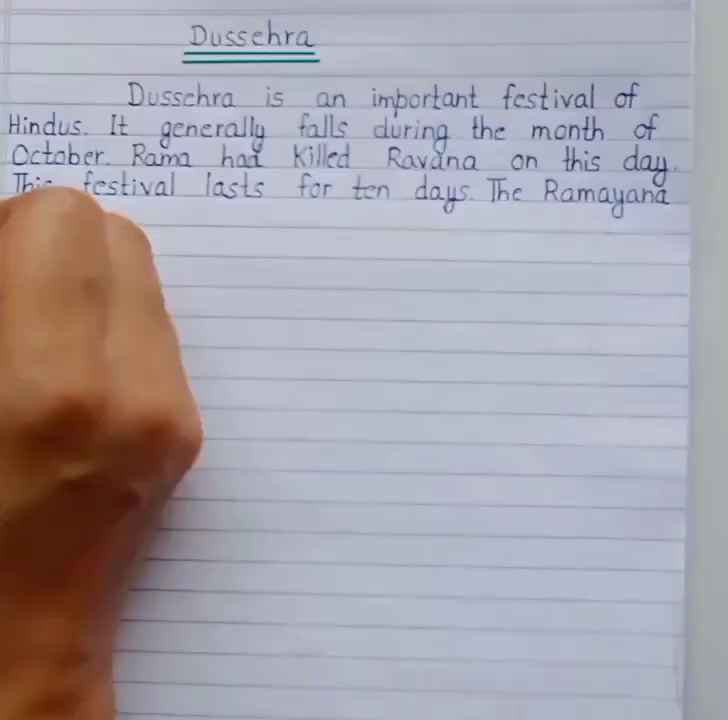 Dussehra
Dussehra is an important festival of
Hindus. It generally falls during the month of
October. Rama had Killed Ravana on this day.
This festival lasts for ten days. The Ramayana